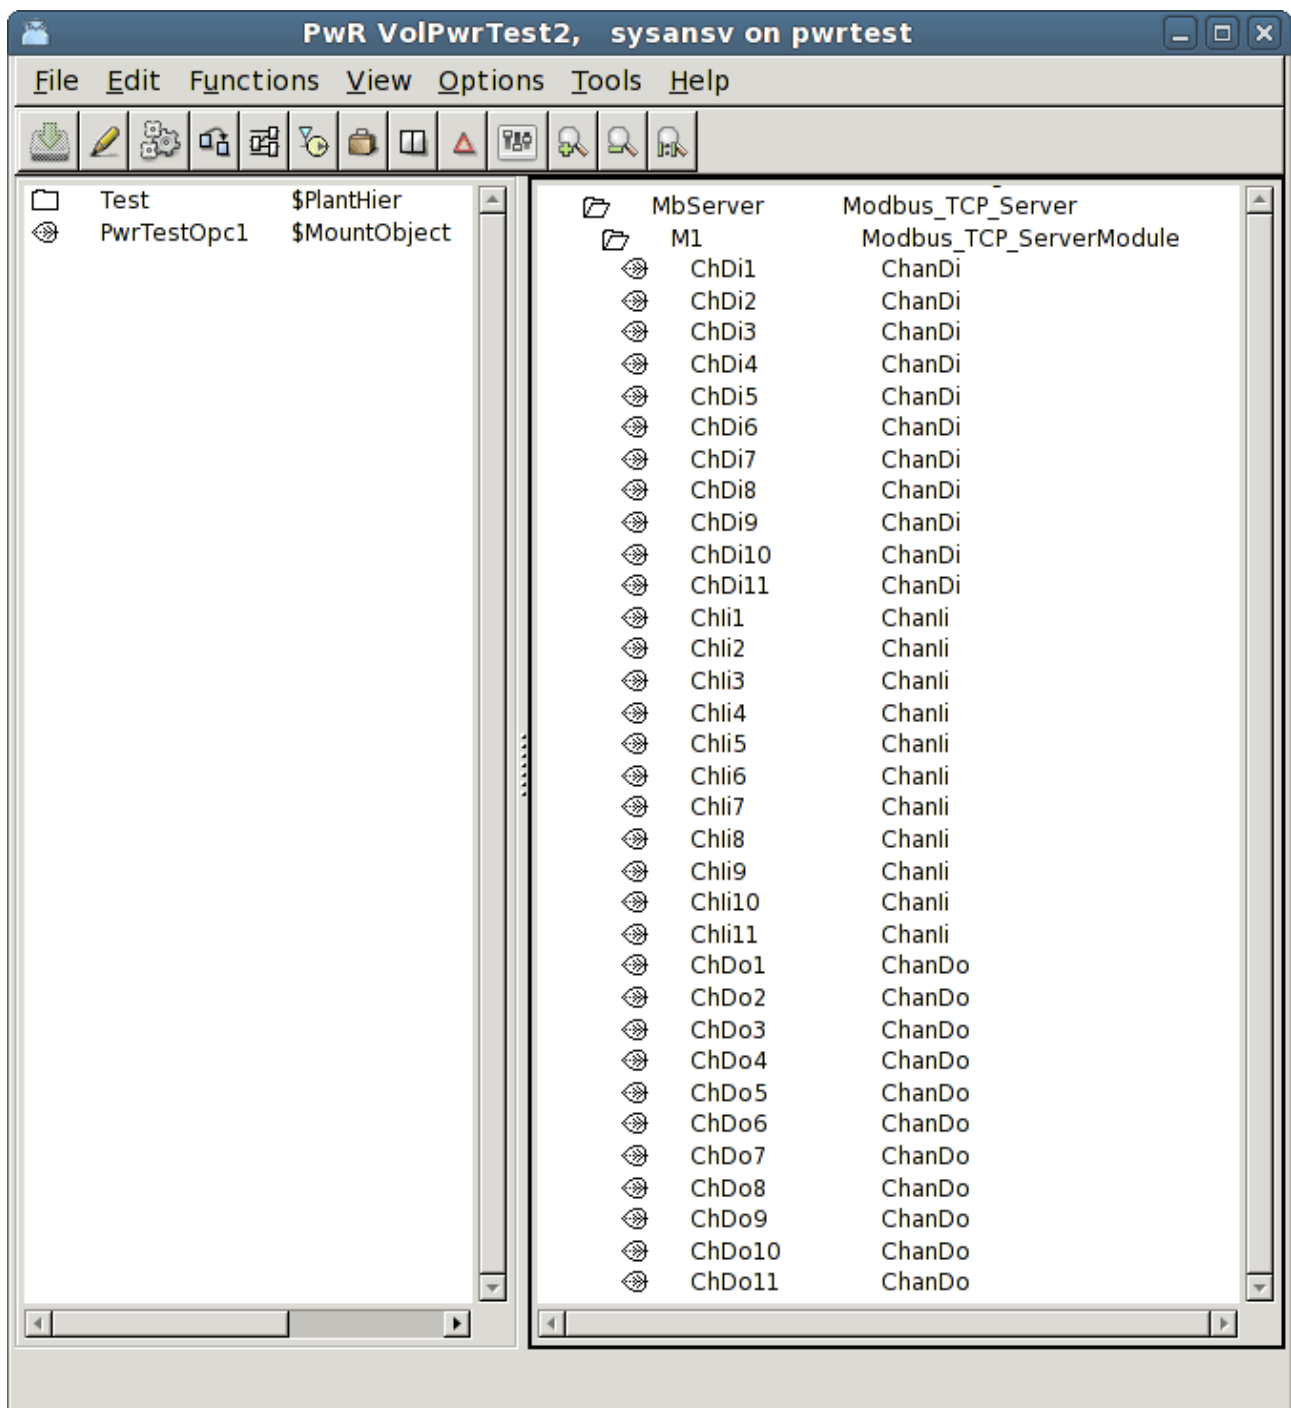 PwR VolPwrTest2, sysansv on pwrtest
File Edit Functions View Options Tools Help
Test $PlantHier
PwrTestOpc1 $MountObject
MbServer Modbus_TCP_Server
M1 Modbus_TCP_ServerModule
ChDi1 ChanDi
ChDi2 ChanDi
ChDi3 ChanDi
ChDi4 ChanDi
ChDi5 ChanDi
ChDi6 ChanDi
ChDi7 ChanDi
ChDi8 ChanDi
ChDi9 ChanDi
ChDi10 ChanDi
ChDi11 ChanDi
ChIi1 ChanIi
ChIi2 ChanIi
ChIi3 ChanIi
ChIi4 ChanIi
ChIi5 ChanIi
ChIi6 ChanIi
ChIi7 ChanIi
ChIi8 ChanIi
ChIi9 ChanIi
ChIi10 ChanIi
ChIi11 ChanIi
ChDo1 ChanDo
ChDo2 ChanDo
ChDo3 ChanDo
ChDo4 ChanDo
ChDo5 ChanDo
ChDo6 ChanDo
ChDo7 ChanDo
ChDo8 ChanDo
ChDo9 ChanDo
ChDo10 ChanDo
ChDo11 ChanDo